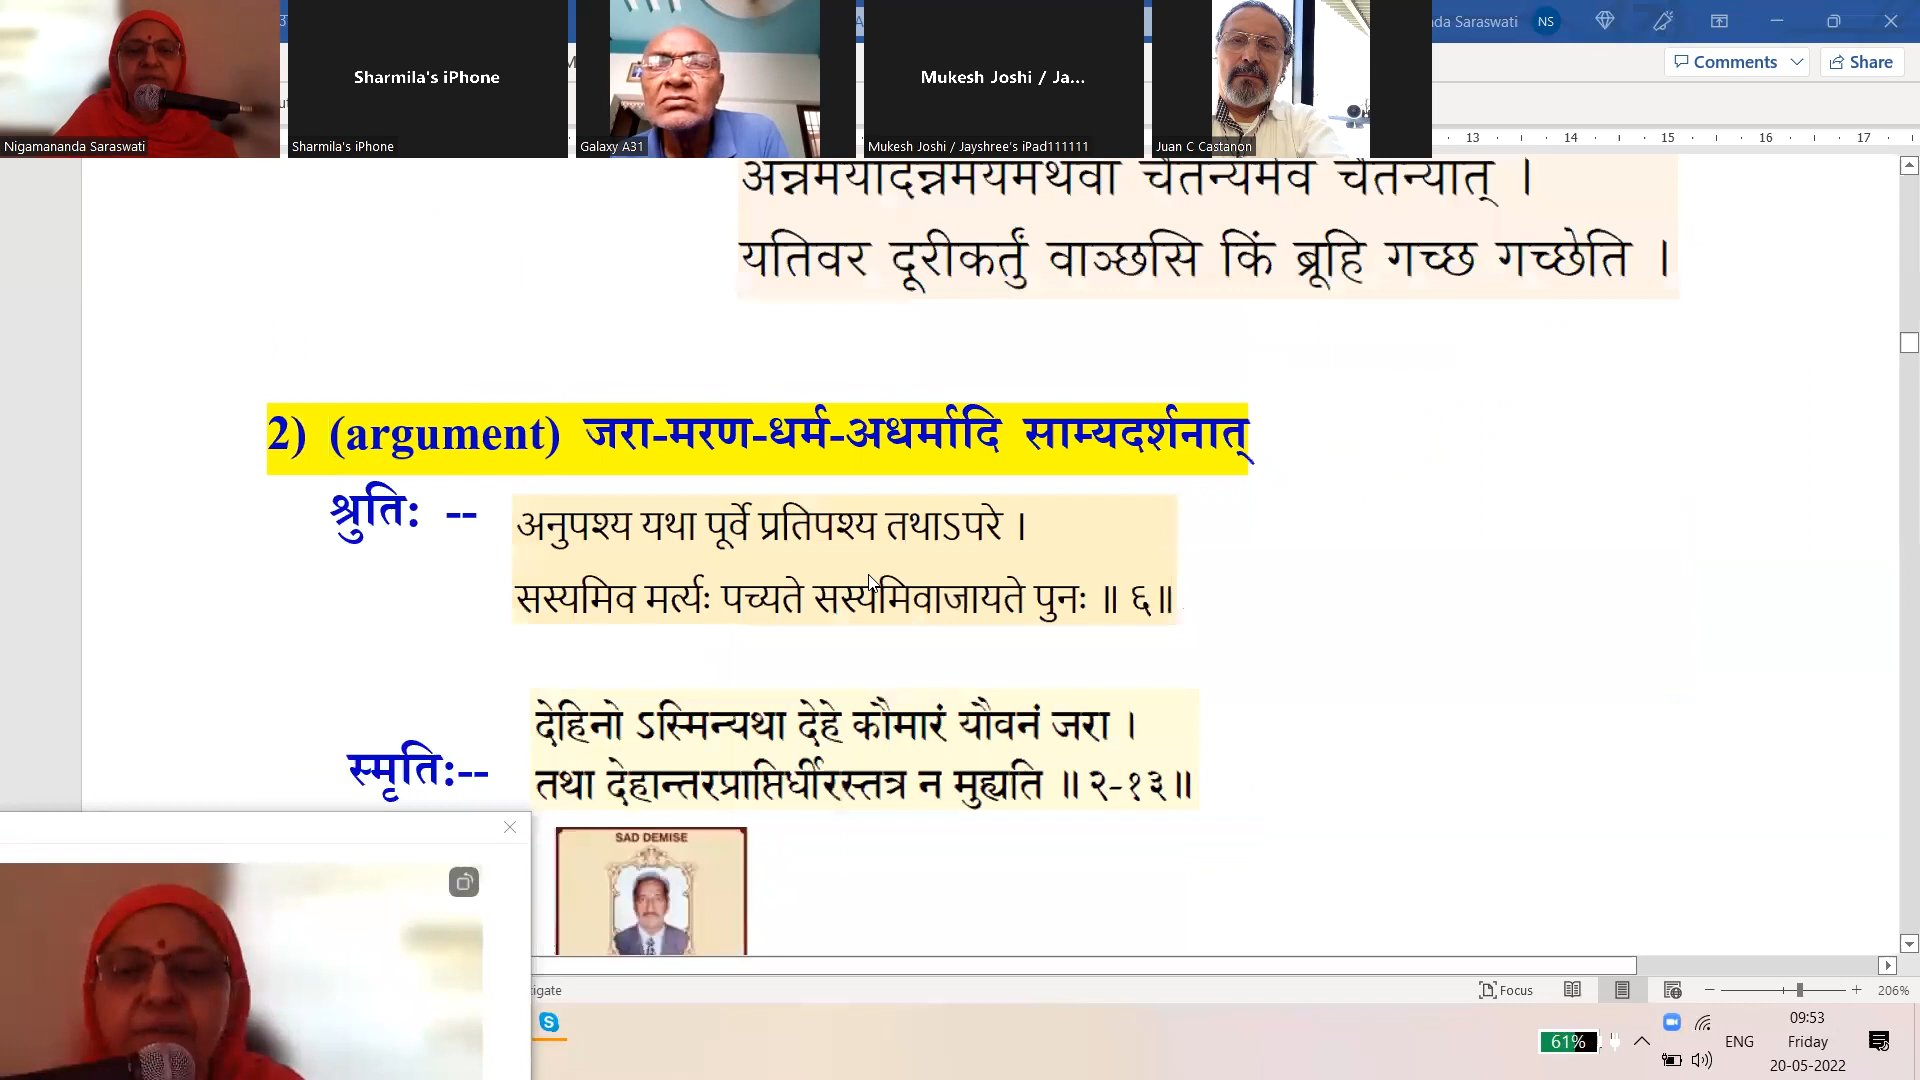 nda Saraswati NS
Comments
Share
Sharmila's iPhone
Mukesh Joshi / Ja...
Nigamananda Saraswati
Sharmila's iPhone
Galaxy A31
Mukesh Joshi / Jayshree's iPad111111
Juan C Castanon
13 14 15 16 17
अन्नमयादन्नमयमथवा चैतन्यमेव चैतन्यात् ।
यतिवर दूरीकर्तुं वाञ्छसि किं ब्रूहि गच्छ गच्छेति ।
2) (argument) जरा-मरण-धर्म-अधर्मादि साम्यदर्शनात्
श्रुतिः --
अनुपश्य यथा पूर्वे प्रतिपश्य तथाऽपरे ।
सस्यमिव मर्त्यः पच्यते सस्यमिवाजायते पुनः ॥ ६॥
देहिनो ऽस्मिन्यथा देहे कौमारं यौवनं जरा ।
स्मृतिः--
तथा देहान्तरप्राप्तिर्धीरस्तत्र न मुह्यति ॥ २-१३॥
SAD DEMISE
igate
Focus
206%
61%
ENG
09:53
Friday
20-05-2022